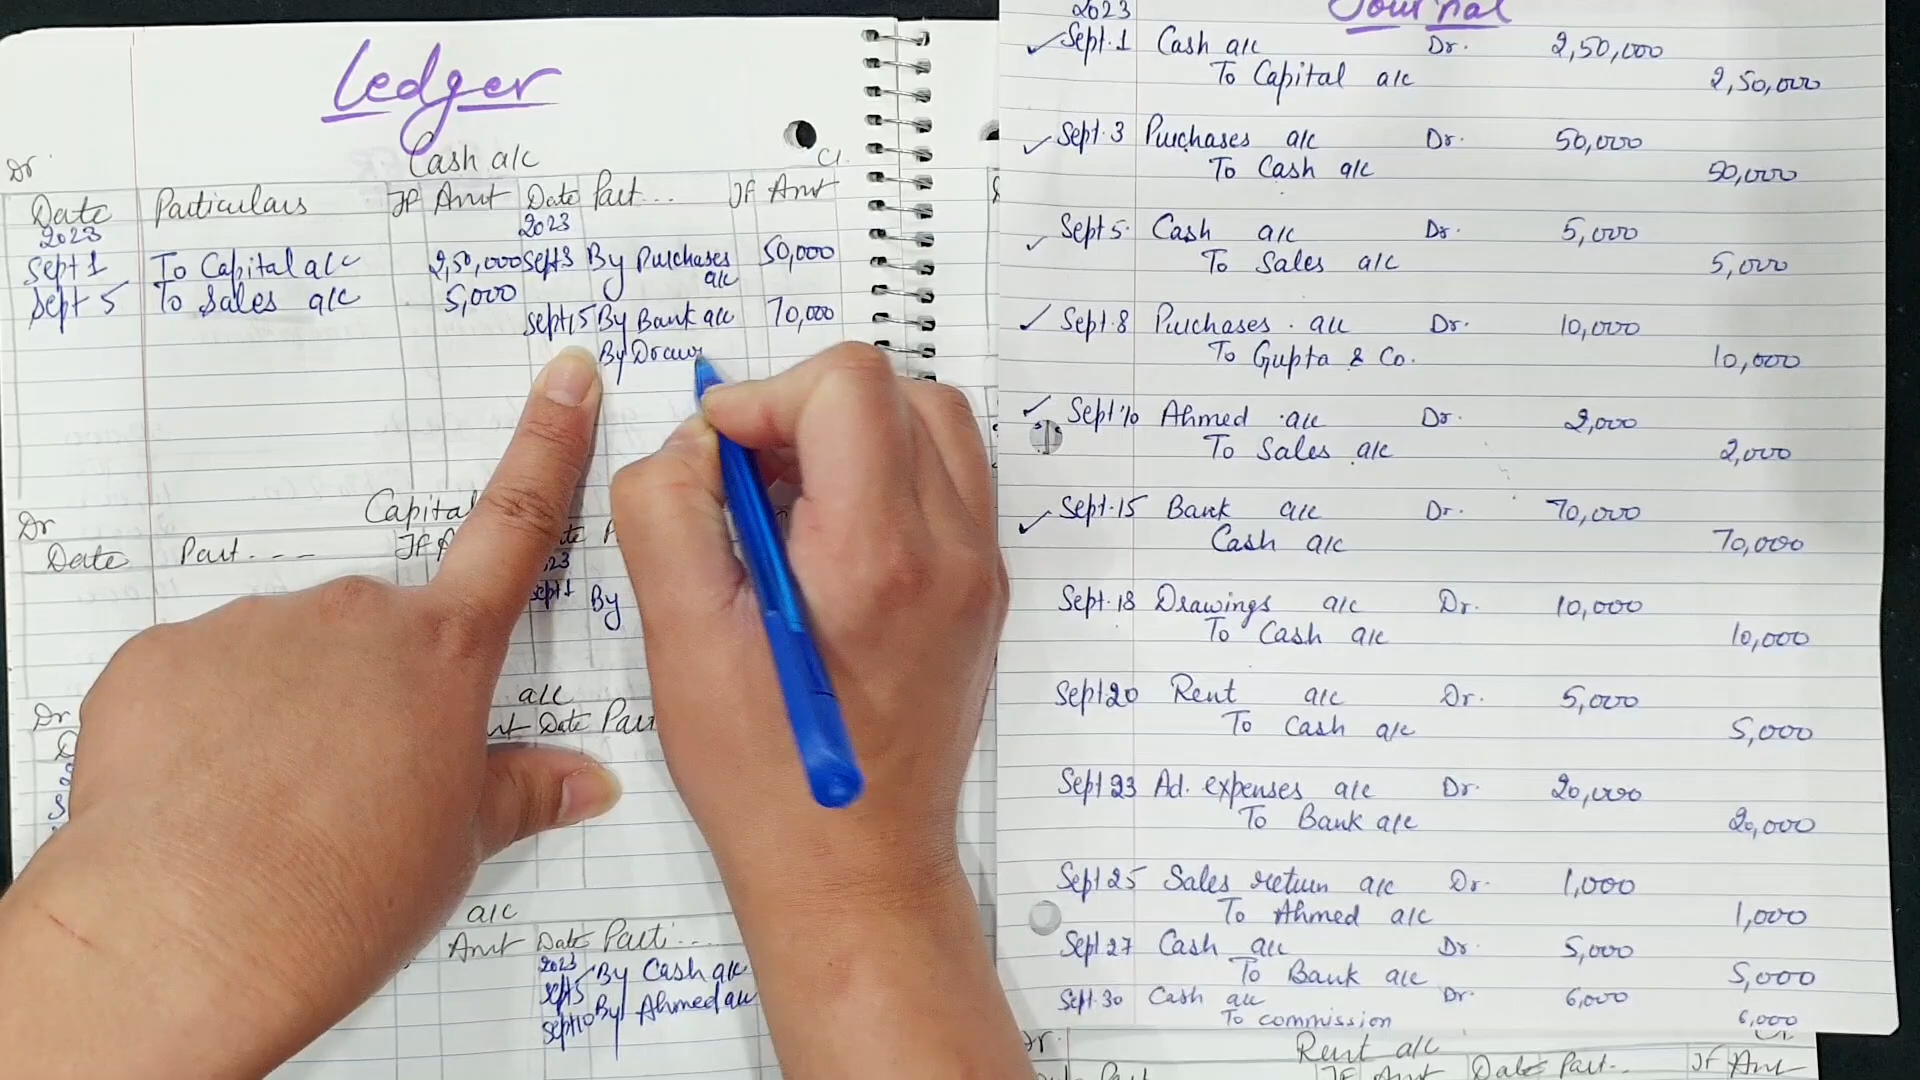 Ledger
Cash a/c
Dr
Cr.
Date Particulars JF Amt Date Part... JF Amt
2023 2023
Sept 1 To Capital a/c 2,50,000 Sept 3 By Purchases a/c 50,000
Sept 5 To Sales a/c 5,000
Sept 15 By Bank a/c 70,000
By Draw
Capital
Dr
Date Part.... JF
Sept 1 By
a/c
Dr
Date Part
a/c
Amt Date Parti...
2023
Sept 5 By Cash a/c
Sept 10 By Ahmed a/c
Journal
2023
Sept. 1 Cash a/c Dr. 2,50,000
To Capital a/c 2,50,000
Sept. 3 Purchases a/c Dr. 50,000
To Cash a/c 50,000
Sept 5. Cash a/c Dr. 5,000
To Sales a/c 5,000
Sept. 8 Purchases. a/c Dr. 10,000
To Gupta & Co. 10,000
Sept 10 Ahmed a/c Dr. 2,000
To Sales a/c 2,000
Sept. 15 Bank a/c Dr. 70,000
Cash a/c 70,000
Sept. 18 Drawings a/c Dr. 10,000
To Cash a/c 10,000
Sept 20 Rent a/c Dr. 5,000
To Cash a/c 5,000
Sept 23 Ad. expenses a/c Dr. 20,000
To Bank a/c 20,000
Sept 25 Sales return a/c Dr. 1,000
To Ahmed a/c 1,000
Sept 27 Cash a/c Dr 5,000
To Bank a/c 5,000
Sept. 30 Cash a/c Dr. 6,000
To commission 6,000
Dr.
Rent a/c
Part JF Amt Date Part... JF Amt